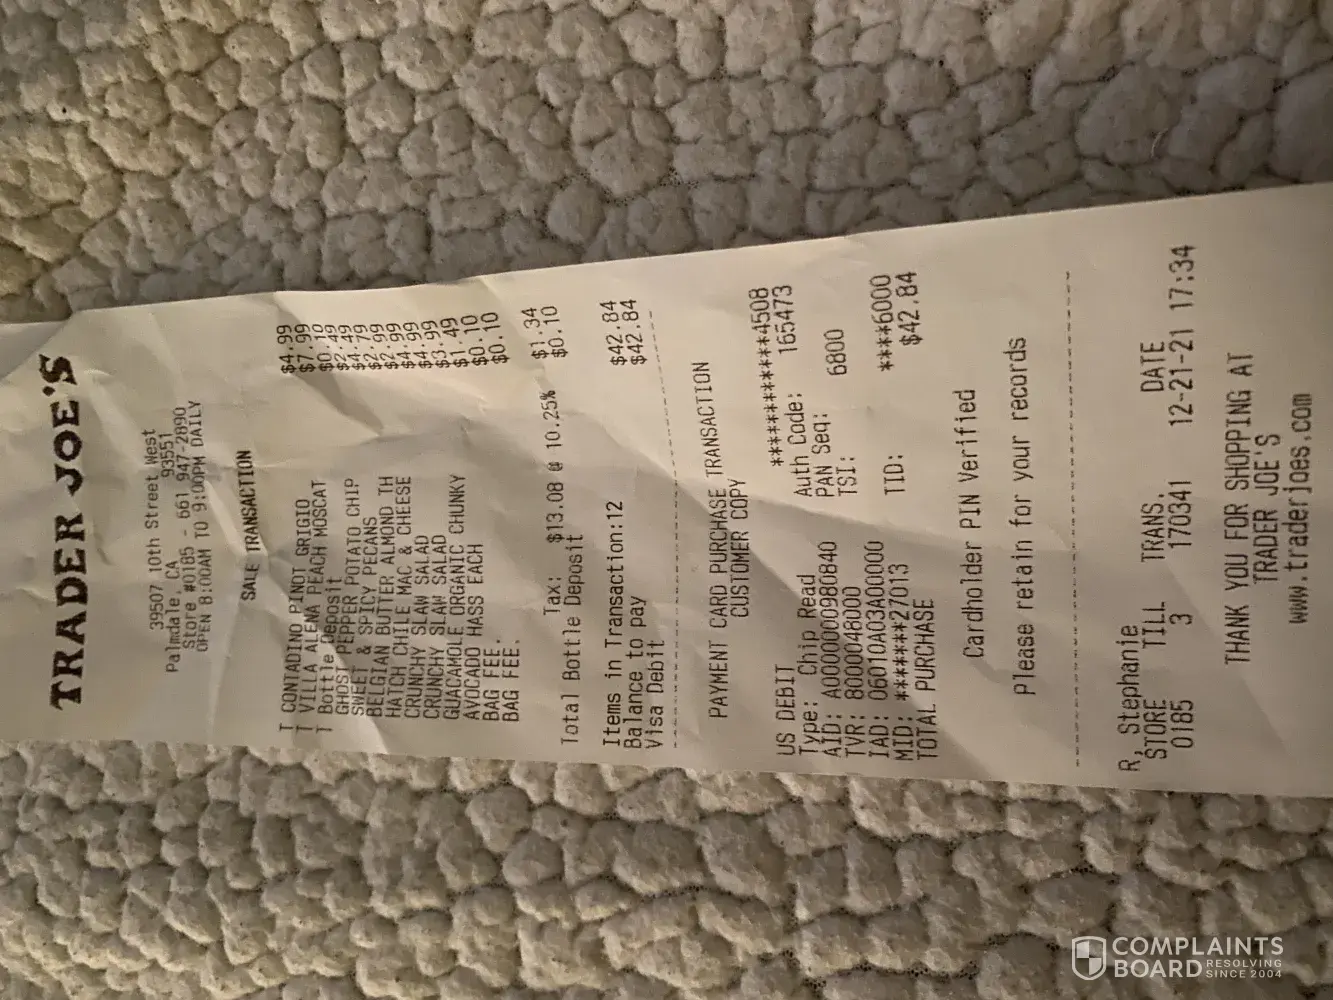 TRADER JOE'S
39507 10th Street West
Palmdale, CA 93551
Store #0185 - 661 947-2890
OPEN 8:00AM TO 9:00PM DAILY
SALE TRANSACTION
T CONTADINO PINOT GRIGIO $4.99
T VILLA ALENA PEACH MOSCAT $7.99
T Bottle Deposit $0.10
GHOST PEPPER POTATO CHIP $2.49
SWEET & SPICY PECANS $4.79
BELGIAN BUTTER ALMOND TH $2.99
HATCH CHILE MAC & CHEESE $2.99
CRUNCHY SLAW SALAD $4.99
CRUNCHY SLAW SALAD $4.99
GUACAMOLE ORGANIC CHUNKY $3.99
AVOCADO HASS EACH $1.49
BAG FEE. $0.10
BAG FEE. $0.10
Tax: $13.08 @ 10.25% $1.34
Total Bottle Deposit $0.10
Items in Transaction:12
Balance to pay $42.84
Visa Debit $42.84
PAYMENT CARD PURCHASE TRANSACTION
CUSTOMER COPY
US DEBIT ************4508
Type: Chip Read Auth Code: 165473
AID: A0000000980840 PAN Seq:
TVR: 8000048000 TSI: 6800
IAD: 06010A03A00000
MID: *******27013 TID: ****6000
TOTAL PURCHASE $42.84
Cardholder PIN Verified
Please retain for your records
R, Stephanie
STORE TILL TRANS. DATE
0185 3 170341 12-21-21 17:34
THANK YOU FOR SHOPPING AT
TRADER JOE'S
www.traderjoes.com
COMPLAINTS
BOARD RESOLVING
SINCE 2004